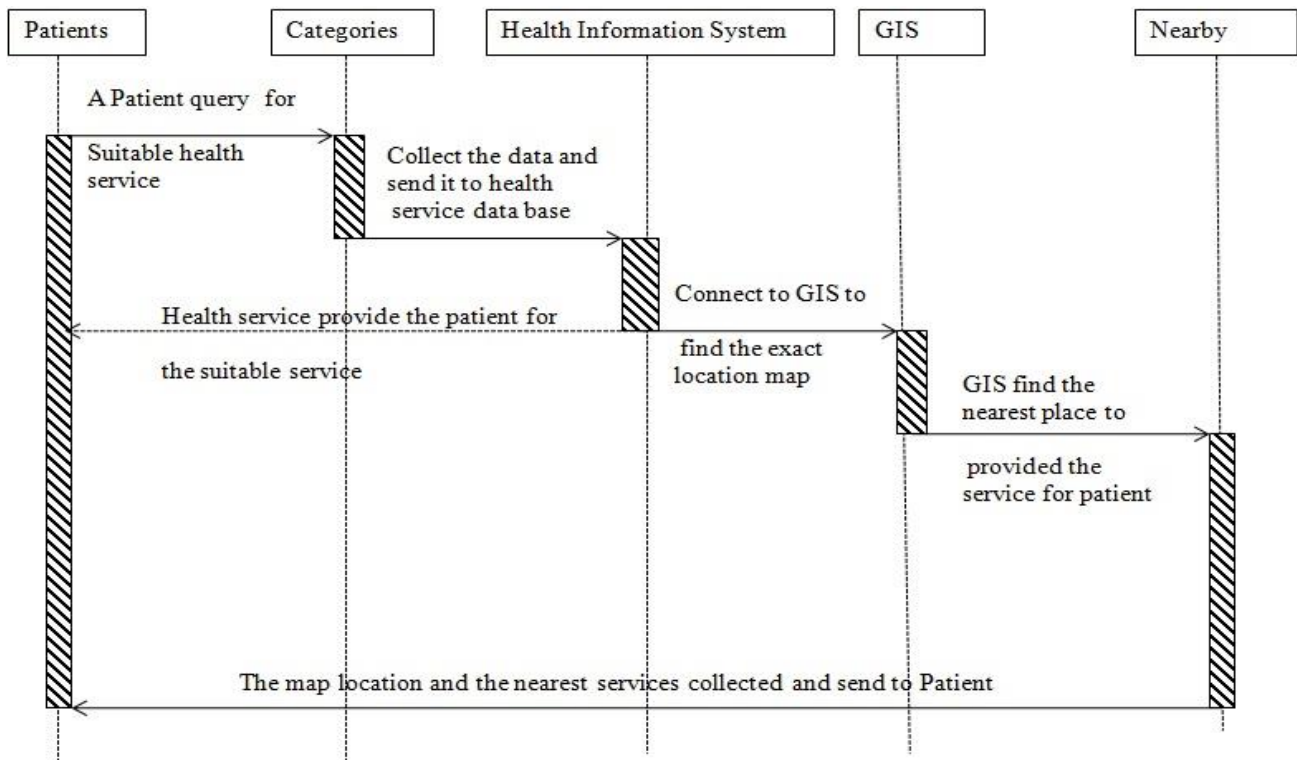 Patients
Categories
Health Information System
GIS
Nearby
A Patient query for
Suitable health
service
Collect the data and
send it to health
service data base
Connect to GIS to
find the exact
location map
Health service provide the patient for
the suitable service
GIS find the
nearest place to
provided the
service for patient
The map location and the nearest services collected and send to Patient